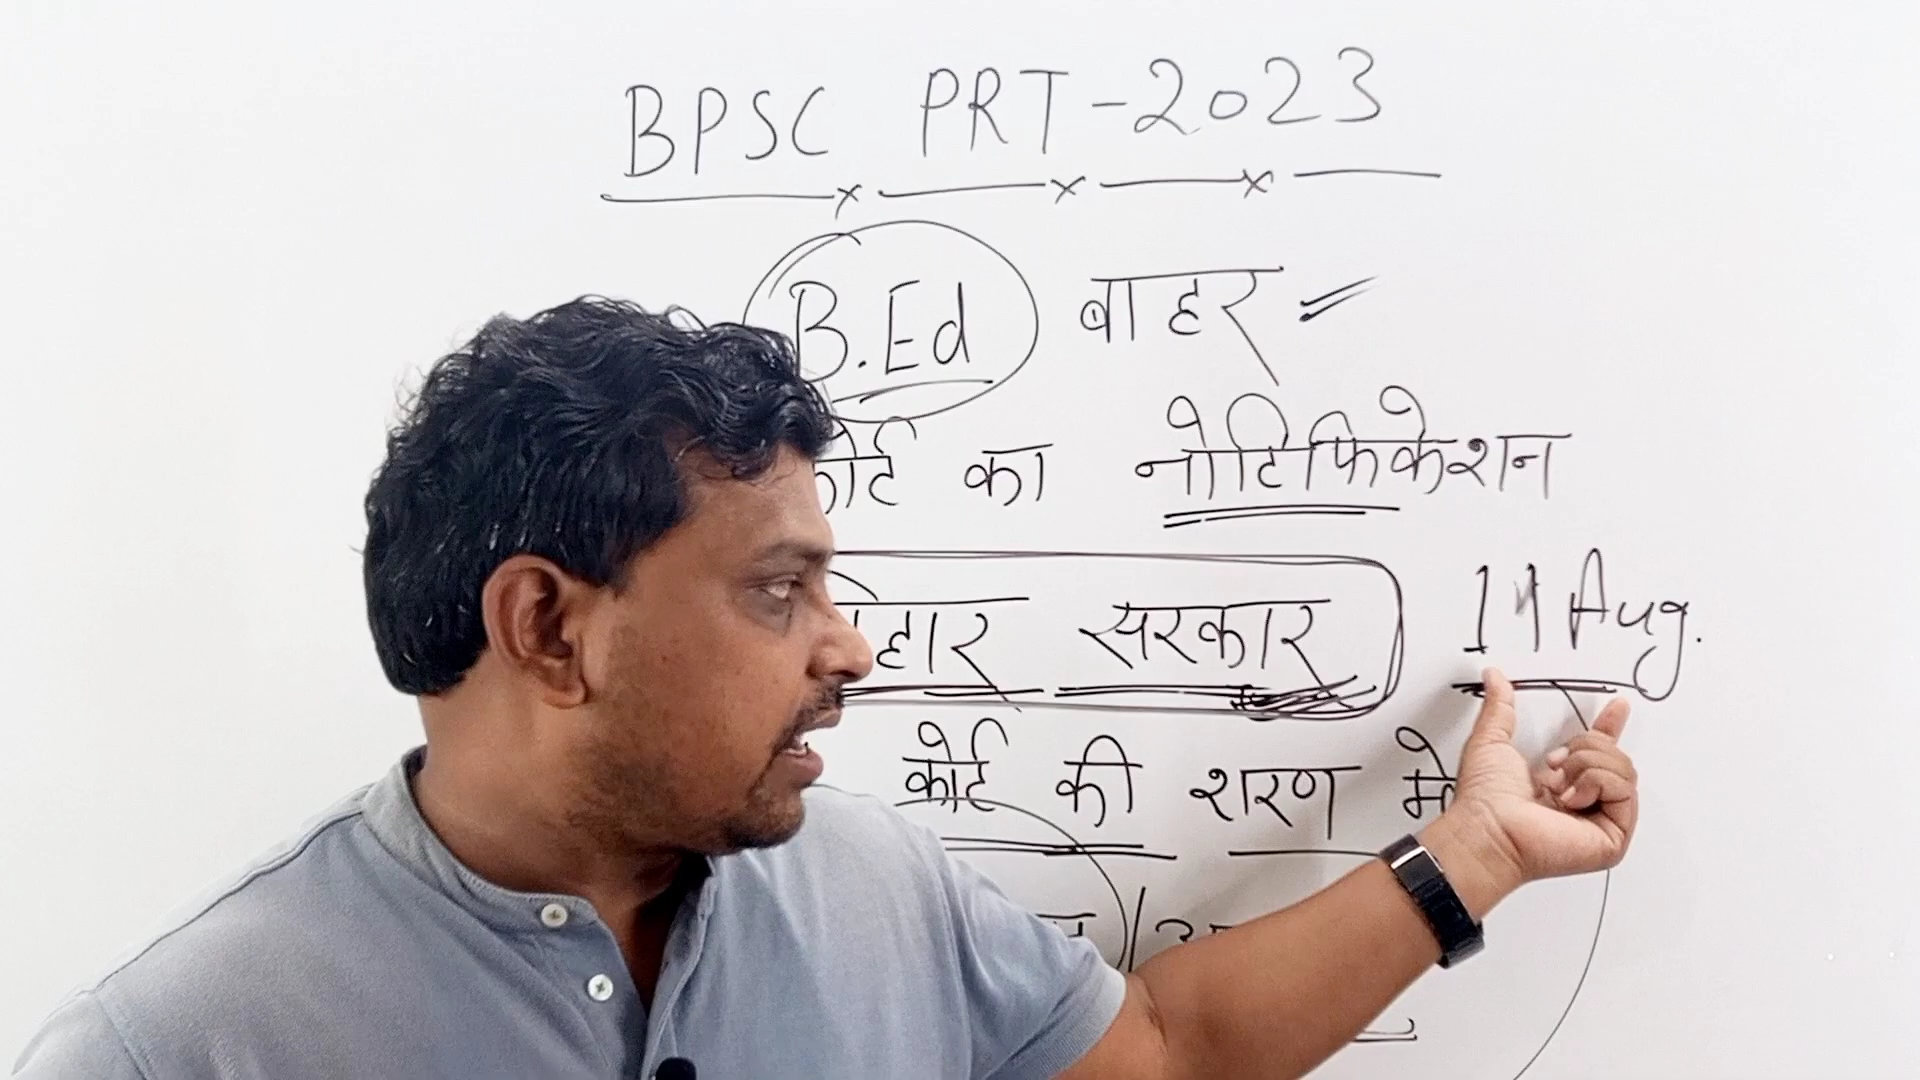 BPSC PRT-2023
B.Ed बाहर
का नोटिफिकेशन
सरकार 11 Aug.
कोर्ट की शरण